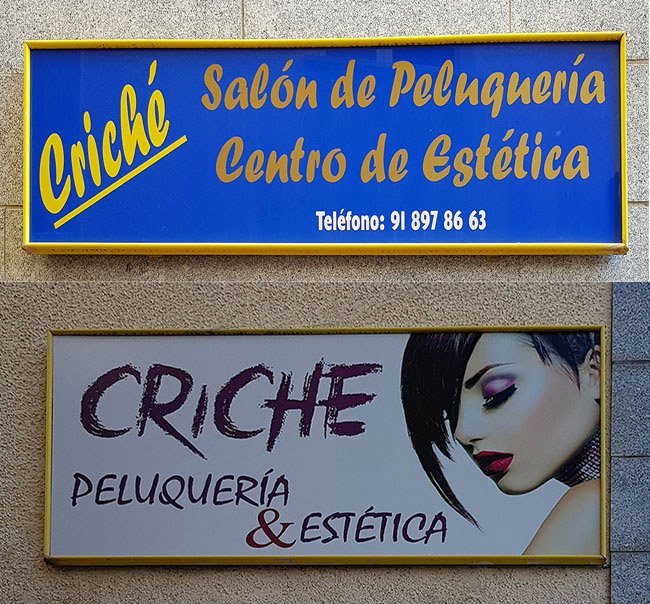 Criché
Salón de Peluquería
Centro de Estética
Teléfono: 91 897 86 63
CRiCHE
PELUQUERÍA
& ESTÉTICA